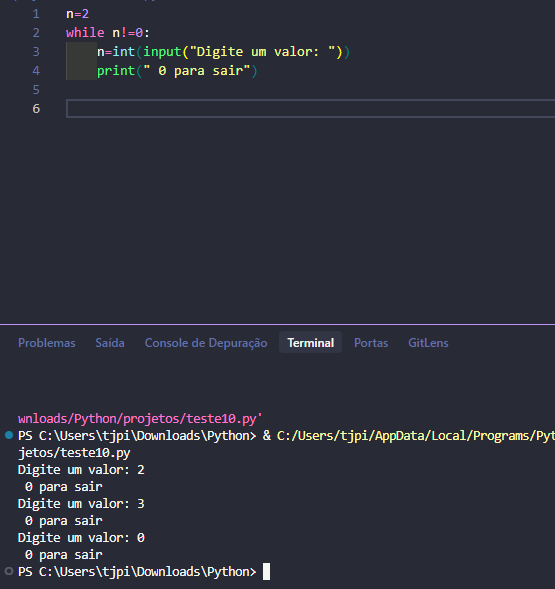 1 n=2
2 while n!=0:
3 n=int(input("Digite um valor: "))
4 print(" 0 para sair")
5
6
Problemas Saída Console de Depuração Terminal Portas GitLens
wnloads/Python/projetos/teste10.py'
PS C:\Users\tjpi\Downloads\Python> & C:/Users/tjpi/AppData/Local/Programs/Pyt
jetos/teste10.py
Digite um valor: 2
0 para sair
Digite um valor: 3
0 para sair
Digite um valor: 0
0 para sair
PS C:\Users\tjpi\Downloads\Python>